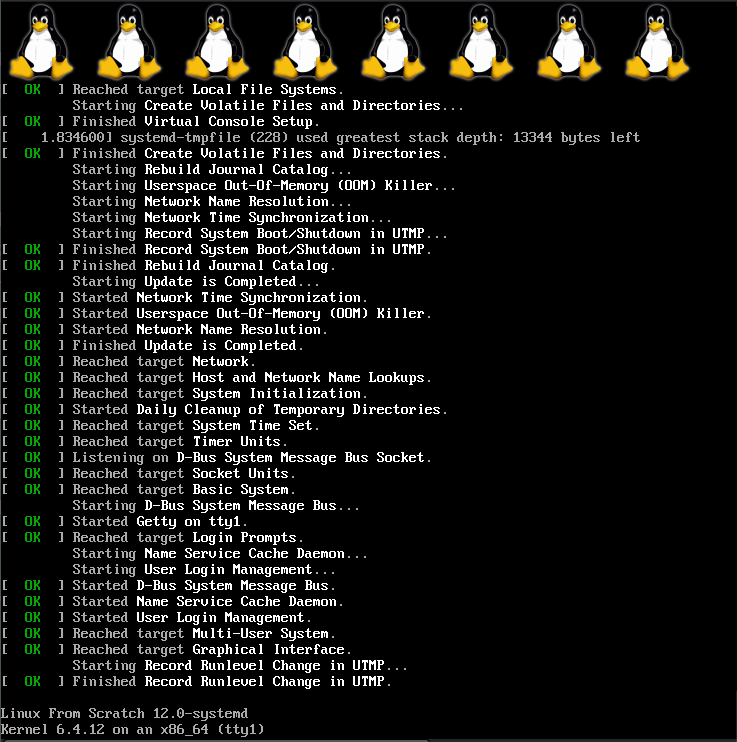 [  OK  ] Reached target Local File Systems.
         Starting Create Volatile Files and Directories...
[  OK  ] Finished Virtual Console Setup.
[    1.834600] systemd-tmpfile (228) used greatest stack depth: 13344 bytes left
[  OK  ] Finished Create Volatile Files and Directories.
         Starting Rebuild Journal Catalog...
         Starting Userspace Out-Of-Memory (OOM) Killer...
         Starting Network Name Resolution...
         Starting Network Time Synchronization...
         Starting Record System Boot/Shutdown in UTMP...
[  OK  ] Finished Record System Boot/Shutdown in UTMP.
[  OK  ] Finished Rebuild Journal Catalog.
         Starting Update is Completed...
[  OK  ] Started Network Time Synchronization.
[  OK  ] Started Userspace Out-Of-Memory (OOM) Killer.
[  OK  ] Started Network Name Resolution.
[  OK  ] Finished Update is Completed.
[  OK  ] Reached target Network.
[  OK  ] Reached target Host and Network Name Lookups.
[  OK  ] Reached target System Initialization.
[  OK  ] Started Daily Cleanup of Temporary Directories.
[  OK  ] Reached target System Time Set.
[  OK  ] Reached target Timer Units.
[  OK  ] Listening on D-Bus System Message Bus Socket.
[  OK  ] Reached target Socket Units.
[  OK  ] Reached target Basic System.
         Starting D-Bus System Message Bus...
[  OK  ] Started Getty on tty1.
[  OK  ] Reached target Login Prompts.
         Starting Name Service Cache Daemon...
         Starting User Login Management...
[  OK  ] Started D-Bus System Message Bus.
[  OK  ] Started Name Service Cache Daemon.
[  OK  ] Started User Login Management.
[  OK  ] Reached target Multi-User System.
[  OK  ] Reached target Graphical Interface.
         Starting Record Runlevel Change in UTMP...
[  OK  ] Finished Record Runlevel Change in UTMP.
Linux From Scratch 12.0-systemd
Kernel 6.4.12 on an x86_64 (tty1)